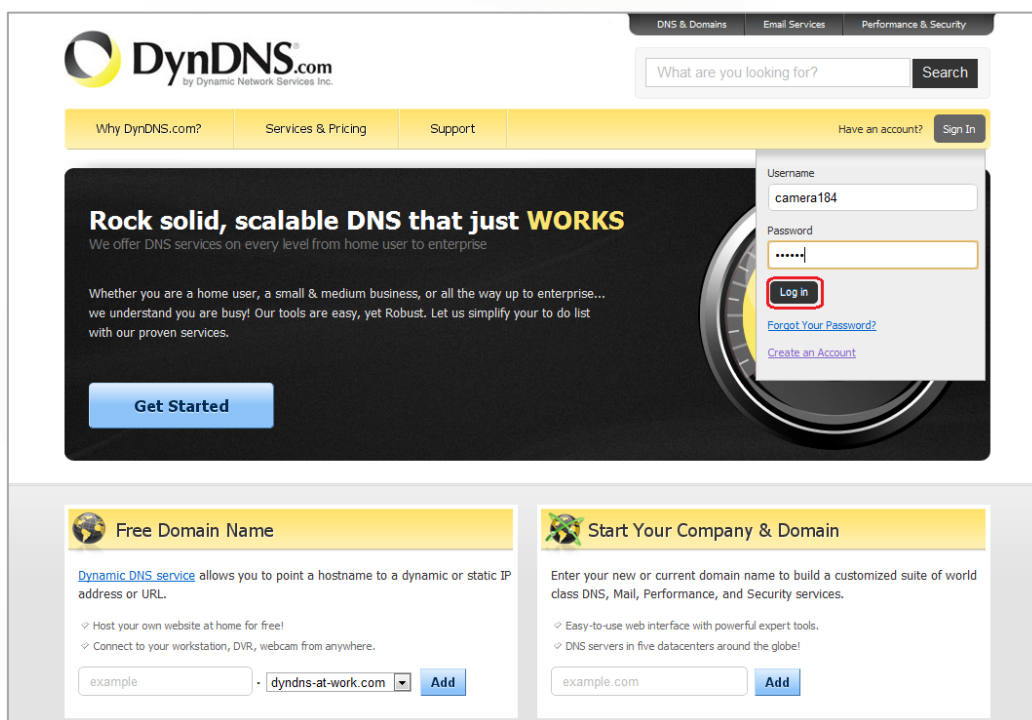 DNS & Domains Email Services Performance & Security
DynDNS.com
by Dynamic Network Services Inc.
What are you looking for? Search
Why DynDNS.com? Services & Pricing Support Have an account? Sign In
Username
camera184
Password
••••••
Log in
Forgot Your Password?
Create an Account
Rock solid, scalable DNS that just WORKS
We offer DNS services on every level from home user to enterprise
Whether you are a home user, a small & medium business, or all the way up to enterprise...
we understand you are busy! Our tools are easy, yet Robust. Let us simplify your to do list
with our proven services.
Get Started
Free Domain Name
Dynamic DNS service allows you to point a hostname to a dynamic or static IP
address or URL.
Host your own website at home for free!
Connect to your workstation, DVR, webcam from anywhere.
example - dyndns-at-work.com Add
Start Your Company & Domain
Enter your new or current domain name to build a customized suite of world
class DNS, Mail, Performance, and Security services.
Easy-to-use web interface with powerful expert tools.
DNS servers in five datacenters around the globe!
example.com Add